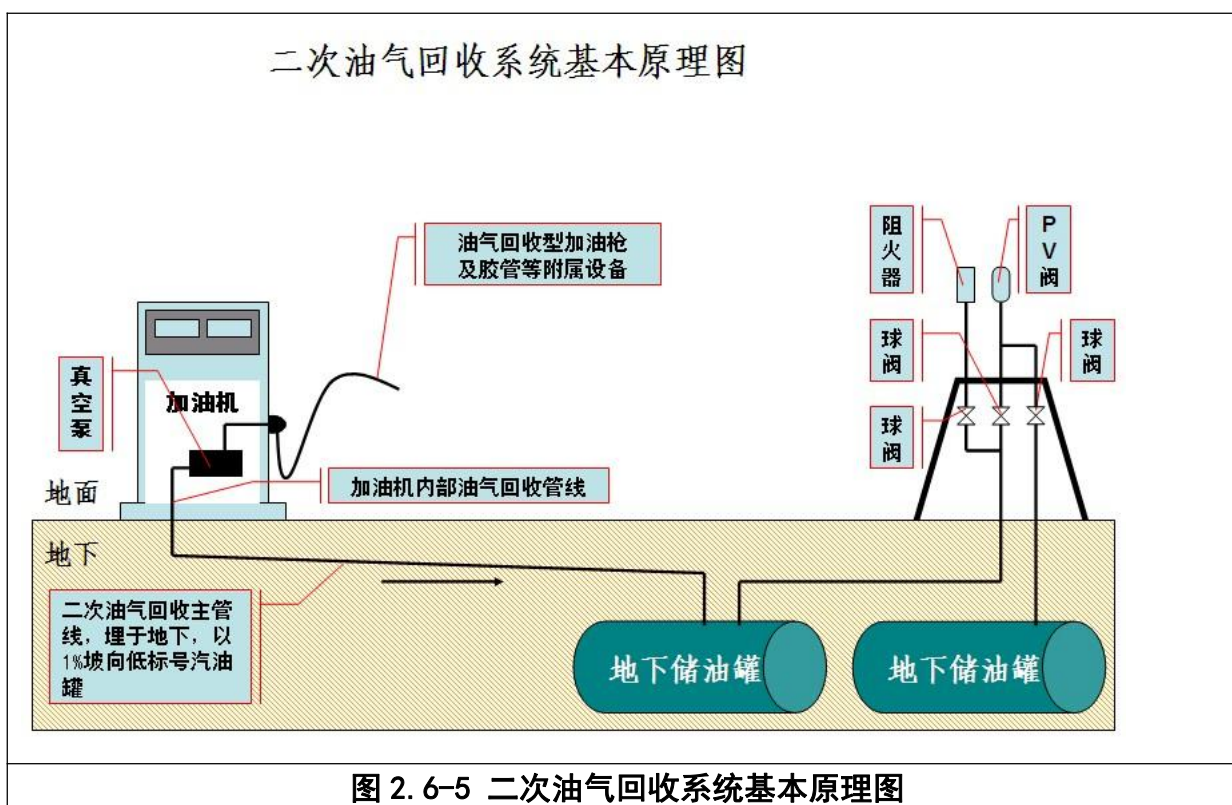 二次油气回收系统基本原理图
油气回收型加油枪
及胶管等附属设备
阻
火
器
P
V
阀
球
阀
球
阀
球
阀
真
空
泵
加油机
加油机内部油气回收管线
地面
地下
二次油气回收主管
线，埋于地下，以
1%坡向低标号汽油
罐
地下储油罐
地下储油罐
图 2.6-5 二次油气回收系统基本原理图